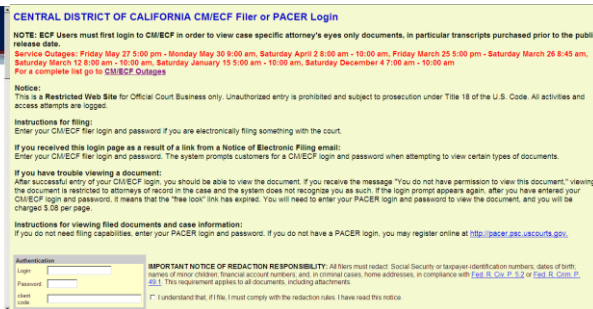 CENTRAL DISTRICT OF CALIFORNIA CM/ECF Filer or PACER Login
NOTE: ECF Users must first login to CM/ECF in order to view case specific attorney's eyes only documents, in particular transcripts purchased prior to the publi
release date.
Service Outages: Friday May 27 5:00 pm - Monday May 30 9:00 am, Saturday April 2 8:00 am - 10:00 am, Friday March 25 5:00 pm - Saturday March 26 8:45 am,
Saturday March 12 8:00 am - 10:00 am, Saturday January 15 5:00 am - 10:00 am, Saturday December 4 7:00 am - 10:00 am
For a complete list go to CM/ECF Outages
Notice:
This is a Restricted Web Site for Official Court Business only. Unauthorized entry is prohibited and subject to prosecution under Title 18 of the U.S. Code. All activities and
access attempts are logged.
Instructions for filing:
Enter your CM/ECF filer login and password if you are electronically filing something with the court.
If you received this login page as a result of a link from a Notice of Electronic Filing email:
Enter your CM/ECF filer login and password. The system prompts customers for a CM/ECF login and password when attempting to view certain types of documents.
If you have trouble viewing a document:
After successful entry of your CM/ECF login, you should be able to view the document. If you receive the message "You do not have permission to view this document," viewing
the document is restricted to attorneys of record in the case and the system does not recognize you as such. If the login prompt appears again, after you have entered your
CM/ECF login and password, it means that the "free look" link has expired. You will need to enter your PACER login and password to view the document, and you will be
charged $.08 per page.
Instructions for viewing filed documents and case information:
If you do not need filing capabilities, enter your PACER login and password. If you do not have a PACER login, you may register online at http://pacer.psc.uscourts.gov.
Authentication
Login:
Password:
client
code:
IMPORTANT NOTICE OF REDACTION RESPONSIBILITY: All filers must redact: Social Security or taxpayer-identification numbers; dates of birth;
names of minor children; financial account numbers; and, in criminal cases, home addresses, in compliance with Fed. R. Civ. P. 5.2 or Fed. R. Crim. P.
49.1. This requirement applies to all documents, including attachments.
I understand that, if I file, I must comply with the redaction rules. I have read this notice.